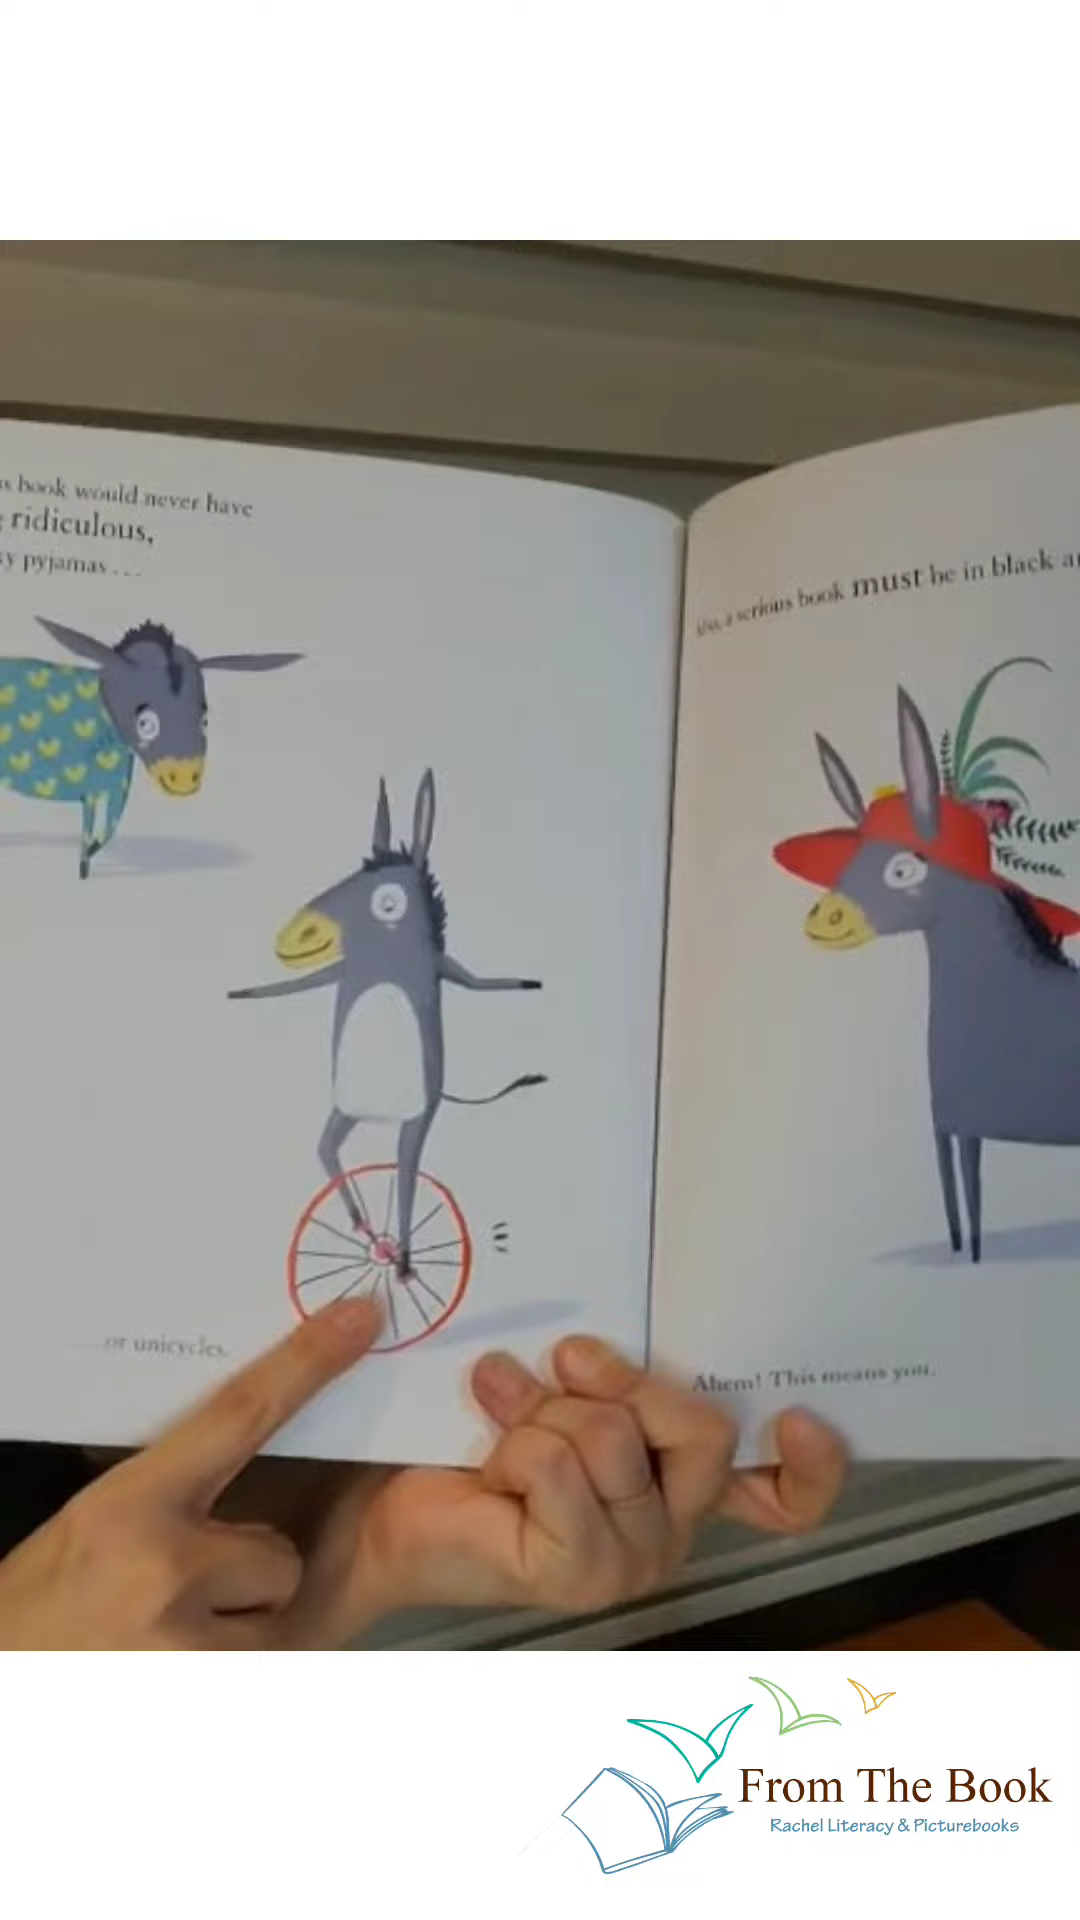 book would never have
ridiculous,
pyjamas . . .
. . . or unicycles.
Also, a serious book must be in black
Ahem! This means you.
From The Book
Rachel Literacy & Picturebooks